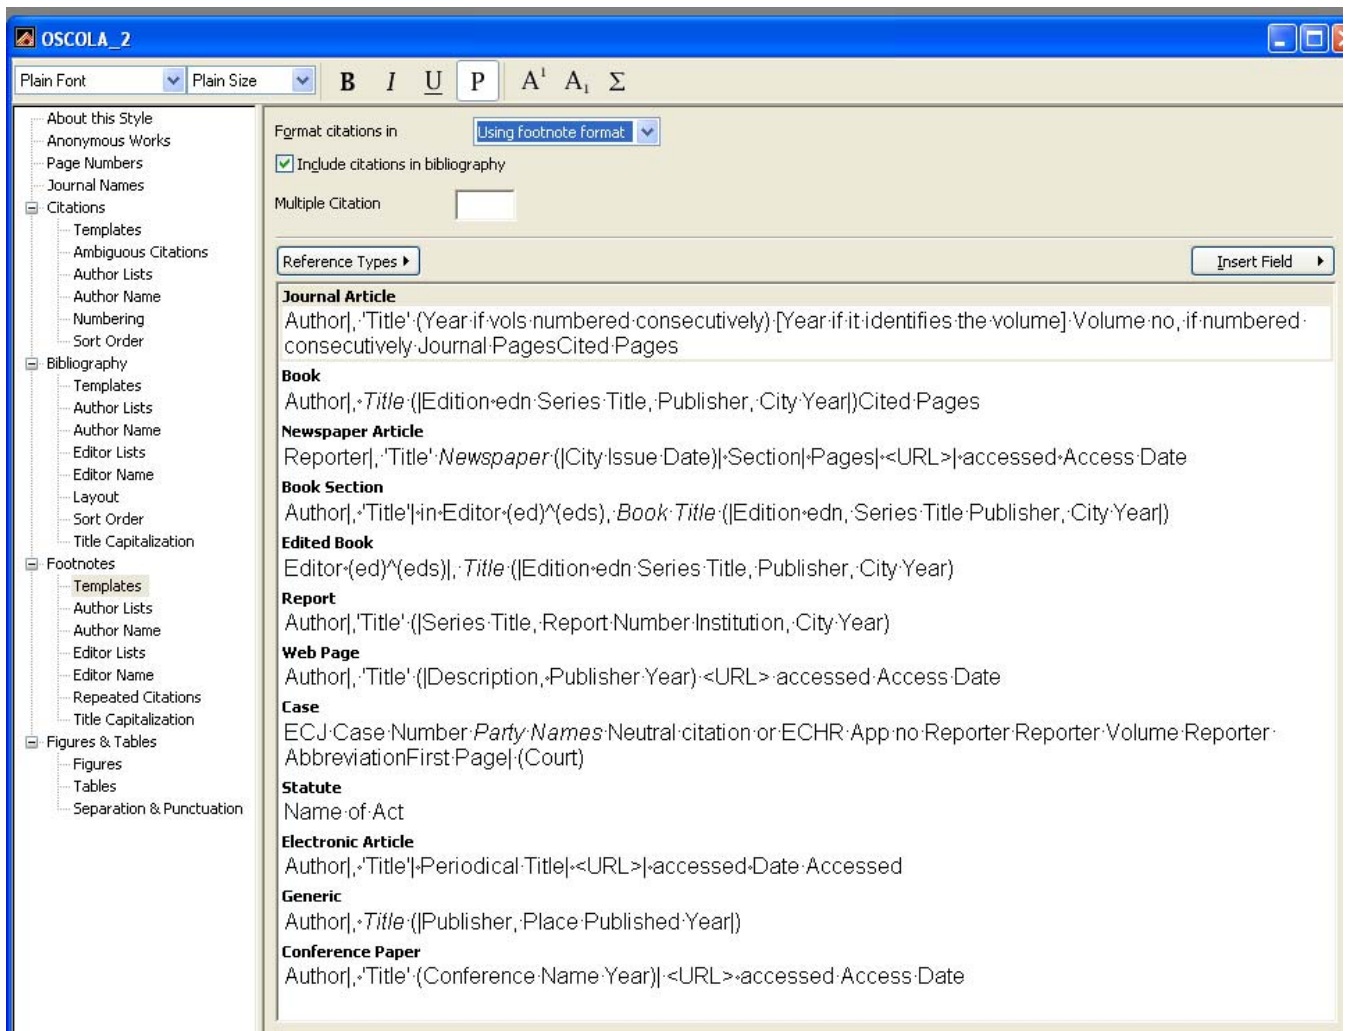 OSCOLA_2
Plain Font Plain Size B I U P A¹ A₁ Σ
About this Style
Anonymous Works
Page Numbers
Journal Names
Citations
Templates
Ambiguous Citations
Author Lists
Author Name
Numbering
Sort Order
Bibliography
Templates
Author Lists
Author Name
Editor Lists
Editor Name
Layout
Sort Order
Title Capitalization
Footnotes
Templates
Author Lists
Author Name
Editor Lists
Editor Name
Repeated Citations
Title Capitalization
Figures & Tables
Figures
Tables
Separation & Punctuation
Format citations in Using footnote format
Include citations in bibliography
Multiple Citation
Reference Types Insert Field
Journal Article
Author|,·'Title'·(Year·if·vols·numbered·consecutively)·[Year·if·it·identifies·the·volume]·Volume·no,·if·numbered·
consecutively·Journal·PagesCited·Pages
Book
Author|,·Title·(|Edition·edn·Series·Title,·Publisher,·City·Year|)Cited·Pages
Newspaper Article
Reporter|,·'Title'·Newspaper·(|City·Issue·Date)|·Section|·Pages|·<URL>|·accessed·Access·Date
Book Section
Author|,·'Title'|·in·Editor·(ed)^(eds),·Book·Title·(|Edition·edn,·Series·Title·Publisher,·City·Year|)
Edited Book
Editor·(ed)^(eds)|,·Title·(|Edition·edn·Series·Title,·Publisher,·City·Year)
Report
Author|,'Title'·(|Series·Title,·Report·Number·Institution,·City·Year)
Web Page
Author|,·'Title'·(|Description,·Publisher·Year)·<URL>·accessed·Access·Date
Case
ECJ·Case·Number·Party·Names·Neutral·citation·or·ECHR·App·no·Reporter·Reporter·Volume·Reporter·
AbbreviationFirst·Page|·(Court)
Statute
Name·of·Act
Electronic Article
Author|,·'Title'|·Periodical·Title|·<URL>|·accessed·Date·Accessed
Generic
Author|,·Title·(|Publisher,·Place·Published·Year|)
Conference Paper
Author|,·'Title'·(Conference·Name·Year)|·<URL>·accessed·Access·Date